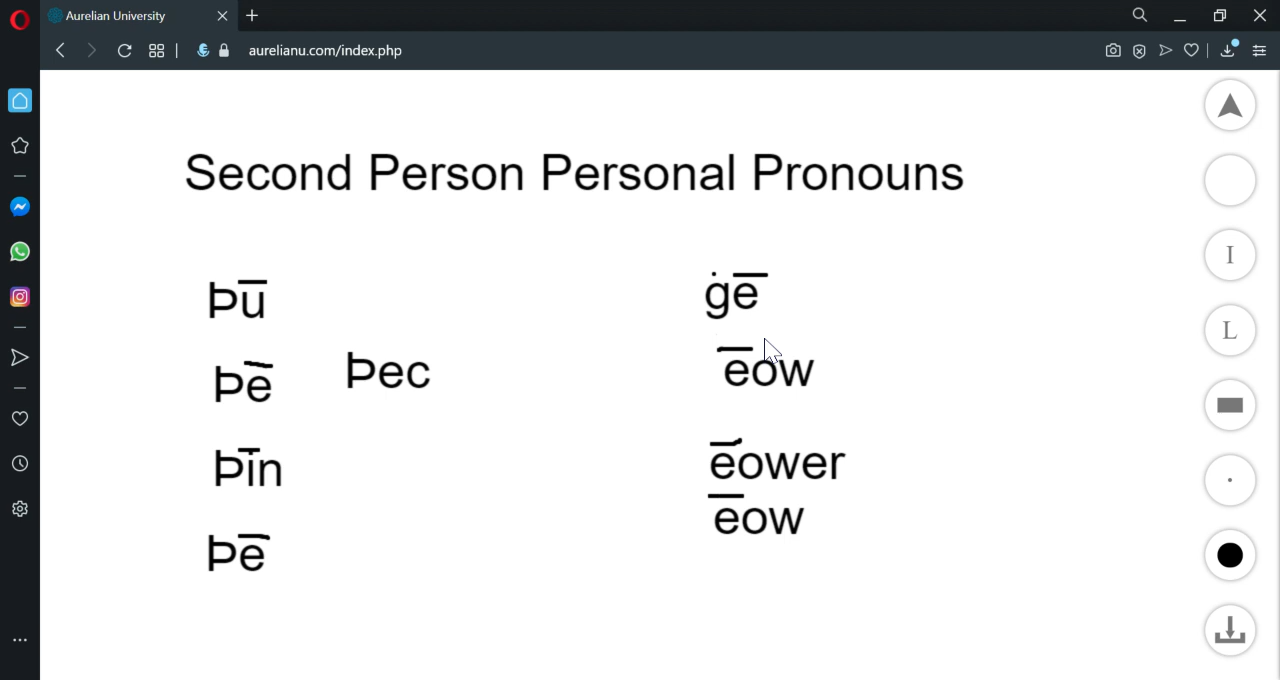 Aurelian University
aurelianu.com/index.php
Second Person Personal Pronouns
Þū ġē
Þē Þec ēow
Þīn ēower
ēow
Þē
I
L